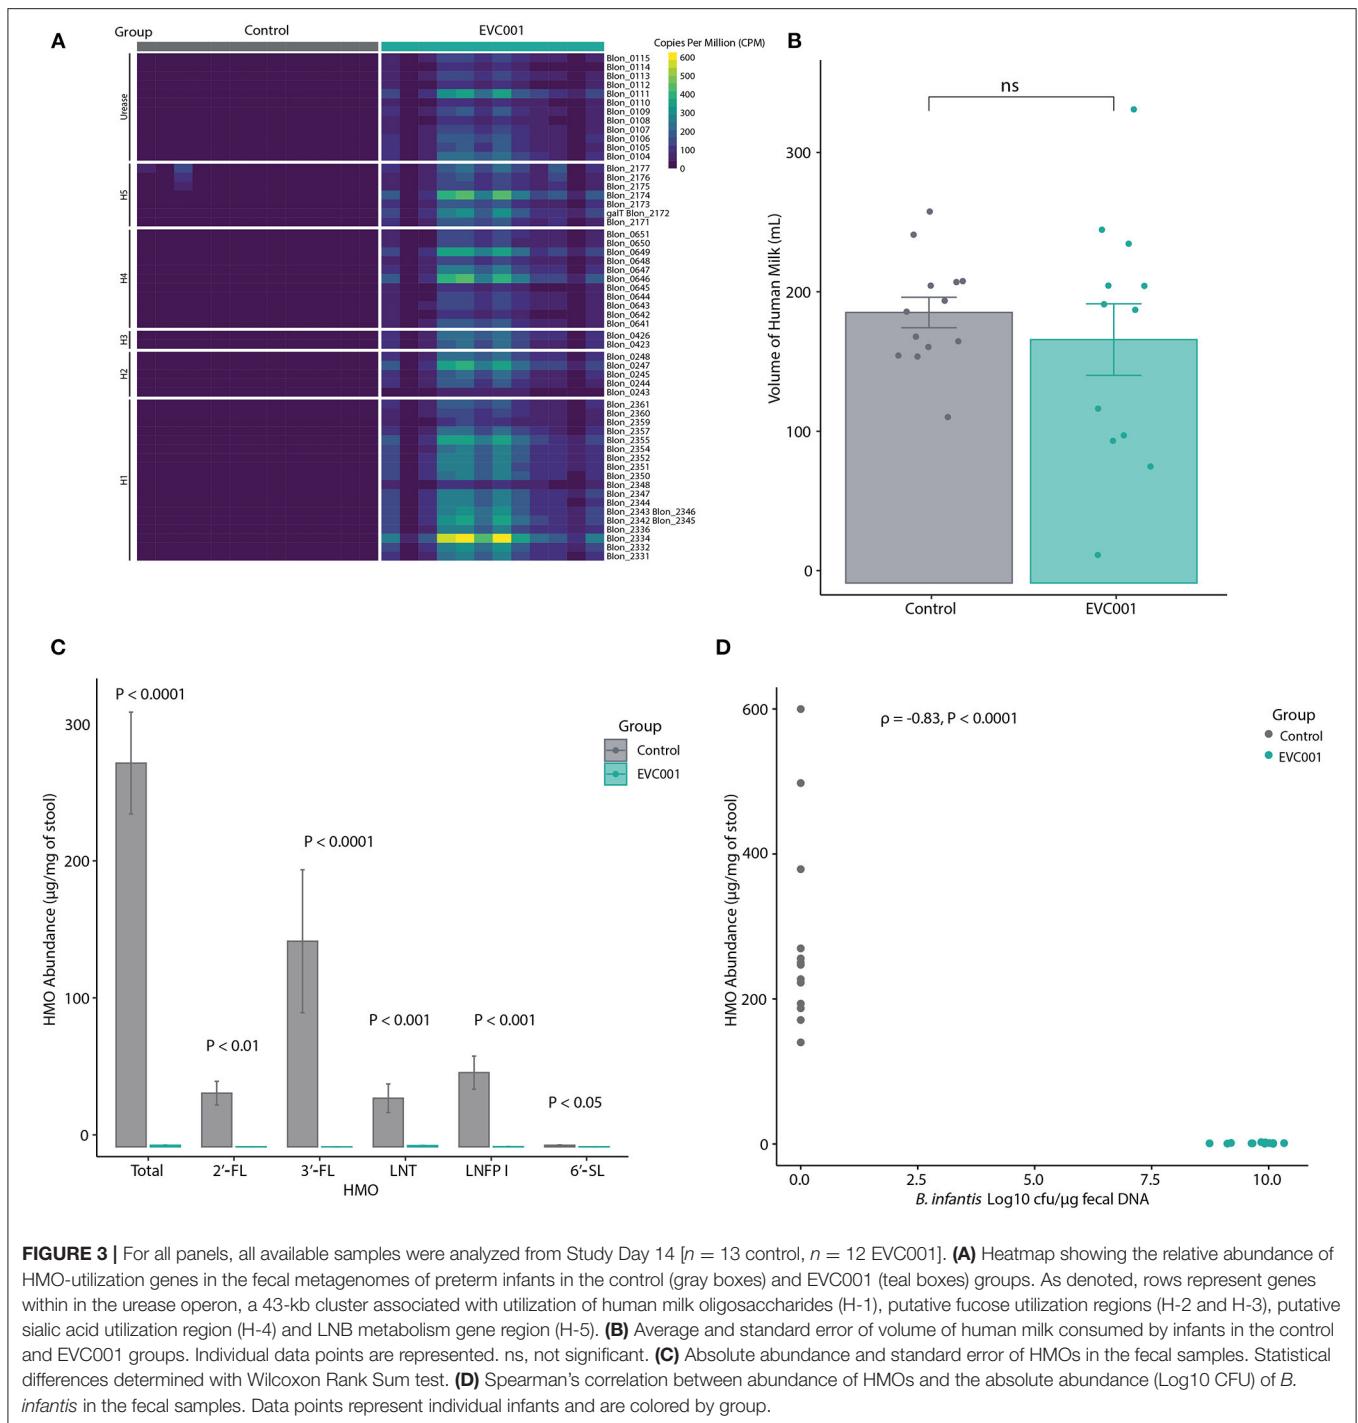 A
Group
Control
EVC001
Copies Per Million (CPM)
600
500
400
300
200
100
0
Urease
Blon_0115
Blon_0114
Blon_0113
Blon_0112
Blon_0111
Blon_0110
Blon_0109
Blon_0108
Blon_0107
Blon_0106
Blon_0105
Blon_0104
H5
Blon_2177
Blon_2176
Blon_2175
Blon_2174
Blon_2173
galT Blon_2172
Blon_2171
H4
Blon_0651
Blon_0650
Blon_0649
Blon_0648
Blon_0647
Blon_0646
Blon_0645
Blon_0644
Blon_0643
Blon_0642
Blon_0641
H3
Blon_0426
Blon_0423
H2
Blon_0248
Blon_0247
Blon_0245
Blon_0244
Blon_0243
H1
Blon_2361
Blon_2360
Blon_2359
Blon_2357
Blon_2355
Blon_2354
Blon_2352
Blon_2351
Blon_2350
Blon_2348
Blon_2347
Blon_2344
Blon_2343 Blon_2346
Blon_2342 Blon_2345
Blon_2336
Blon_2334
Blon_2332
Blon_2331
B
ns
Volume of Human Milk (mL)
300
200
100
0
Control
EVC001
C
HMO Abundance (µg/mg of stool)
300
200
100
0
P < 0.0001
P < 0.01
P < 0.0001
P < 0.001
P < 0.001
P < 0.05
Group
Control
EVC001
Total
2'-FL
3'-FL
LNT
LNFP I
6'-SL
HMO
D
HMO Abundance (µg/mg of stool)
600
400
200
0
ρ = -0.83, P < 0.0001
Group
Control
EVC001
0.0
2.5
5.0
7.5
10.0
B. infantis Log10 cfu/µg fecal DNA
FIGURE 3 | For all panels, all available samples were analyzed from Study Day 14 [n = 13 control, n = 12 EVC001]. (A) Heatmap showing the relative abundance of
HMO-utilization genes in the fecal metagenomes of preterm infants in the control (gray boxes) and EVC001 (teal boxes) groups. As denoted, rows represent genes
within in the urease operon, a 43-kb cluster associated with utilization of human milk oligosaccharides (H-1), putative fucose utilization regions (H-2 and H-3), putative
sialic acid utilization region (H-4) and LNB metabolism gene region (H-5). (B) Average and standard error of volume of human milk consumed by infants in the control
and EVC001 groups. Individual data points are represented. ns, not significant. (C) Absolute abundance and standard error of HMOs in the fecal samples. Statistical
differences determined with Wilcoxon Rank Sum test. (D) Spearman's correlation between abundance of HMOs and the absolute abundance (Log10 CFU) of B.
infantis in the fecal samples. Data points represent individual infants and are colored by group.